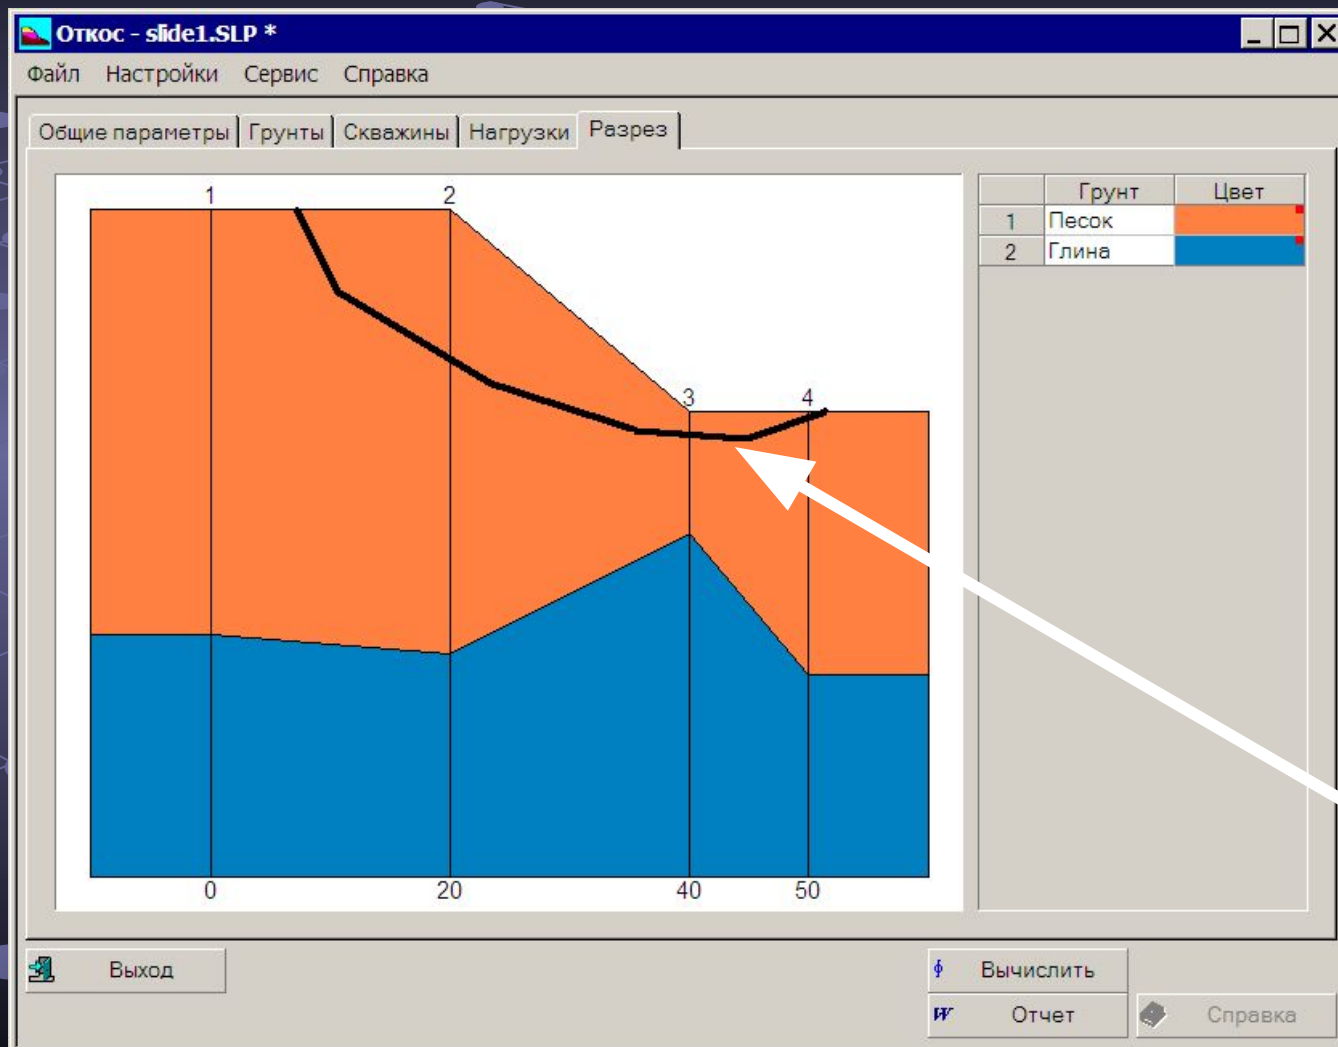 Откос - slide1.SLP *
Файл Настройки Сервис Справка
Общие параметры Грунты Скважины Нагрузки Разрез
1 2
3 4
0 20 40 50
Грунт Цвет
1 Песок
2 Глина
Выход
Вычислить
Отчет
Справка